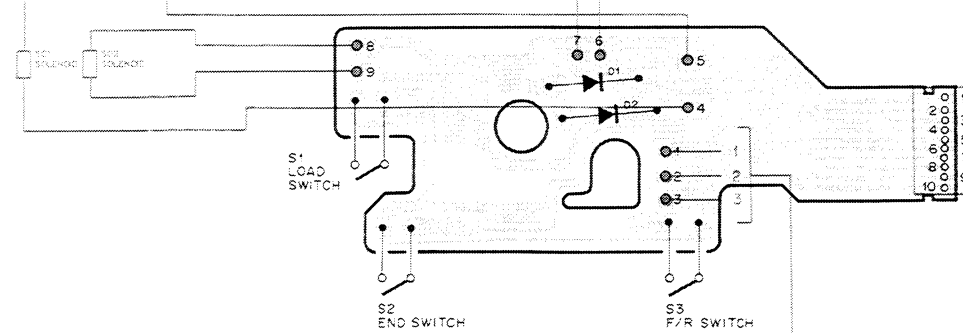 7 6
8
5
SOLENOID
SOLENOID
9
D1
4
D2
2
4
6
8
10
1 1
2 2
3 3
S1
LOAD
SWITCH
S2
END SWITCH
S3
F/R SWITCH